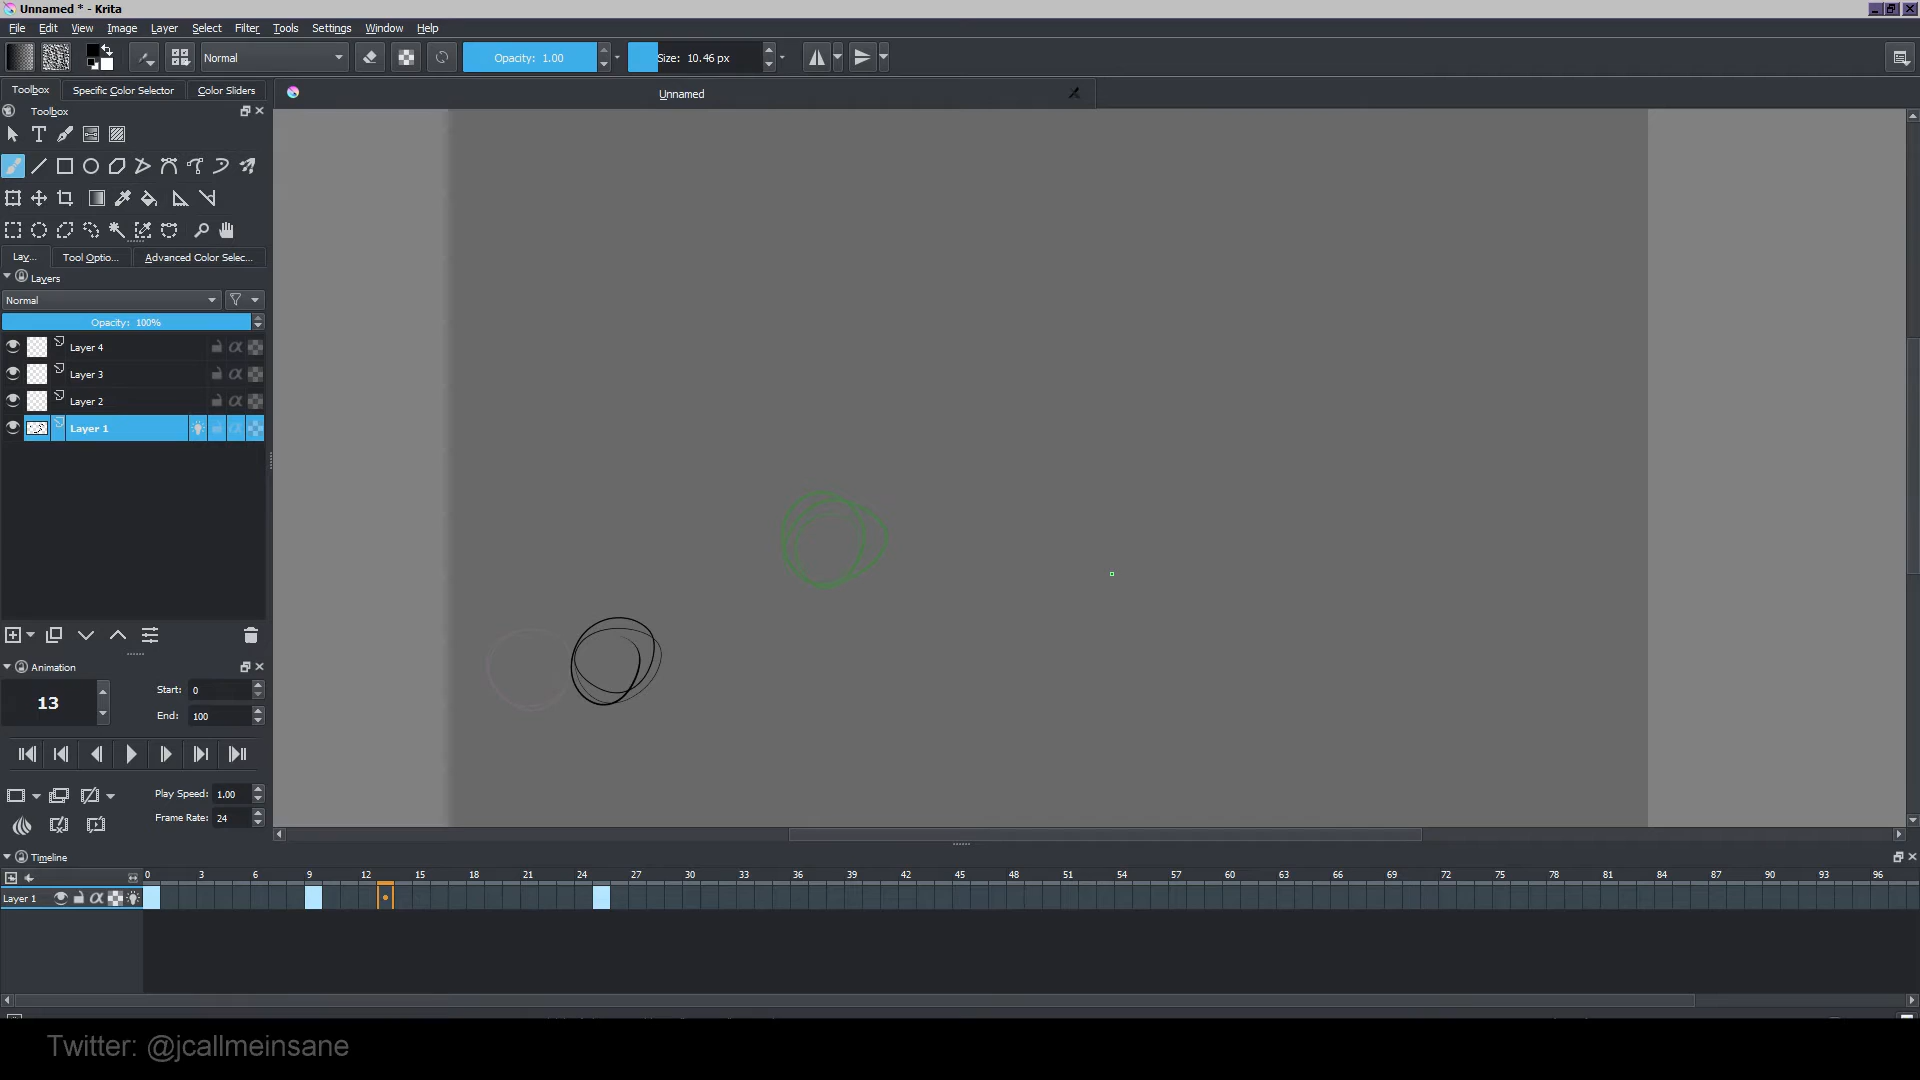 Unnamed * - Krita
File Edit View Image Layer Select Filter Tools Settings Window Help
Normal Opacity: 1.00 Size: 10.46 px
Toolbox Specific Color Selector Color Sliders
Unnamed
Toolbox
Lay... Tool Optio... Advanced Color Selec...
Layers
Normal
Opacity: 100%
Layer 4
Layer 3
Layer 2
Layer 1
Animation
13
Start: 0
End: 100
Play Speed: 1.00
Frame Rate: 24
Timeline
0 3 6 9 12 15 18 21 24 27 30 33 36 39 42 45 48 51 54 57 60 63 66 69 72 75 78 81 84 87 90 93 96
Layer 1
Twitter: @jcallmeinsane